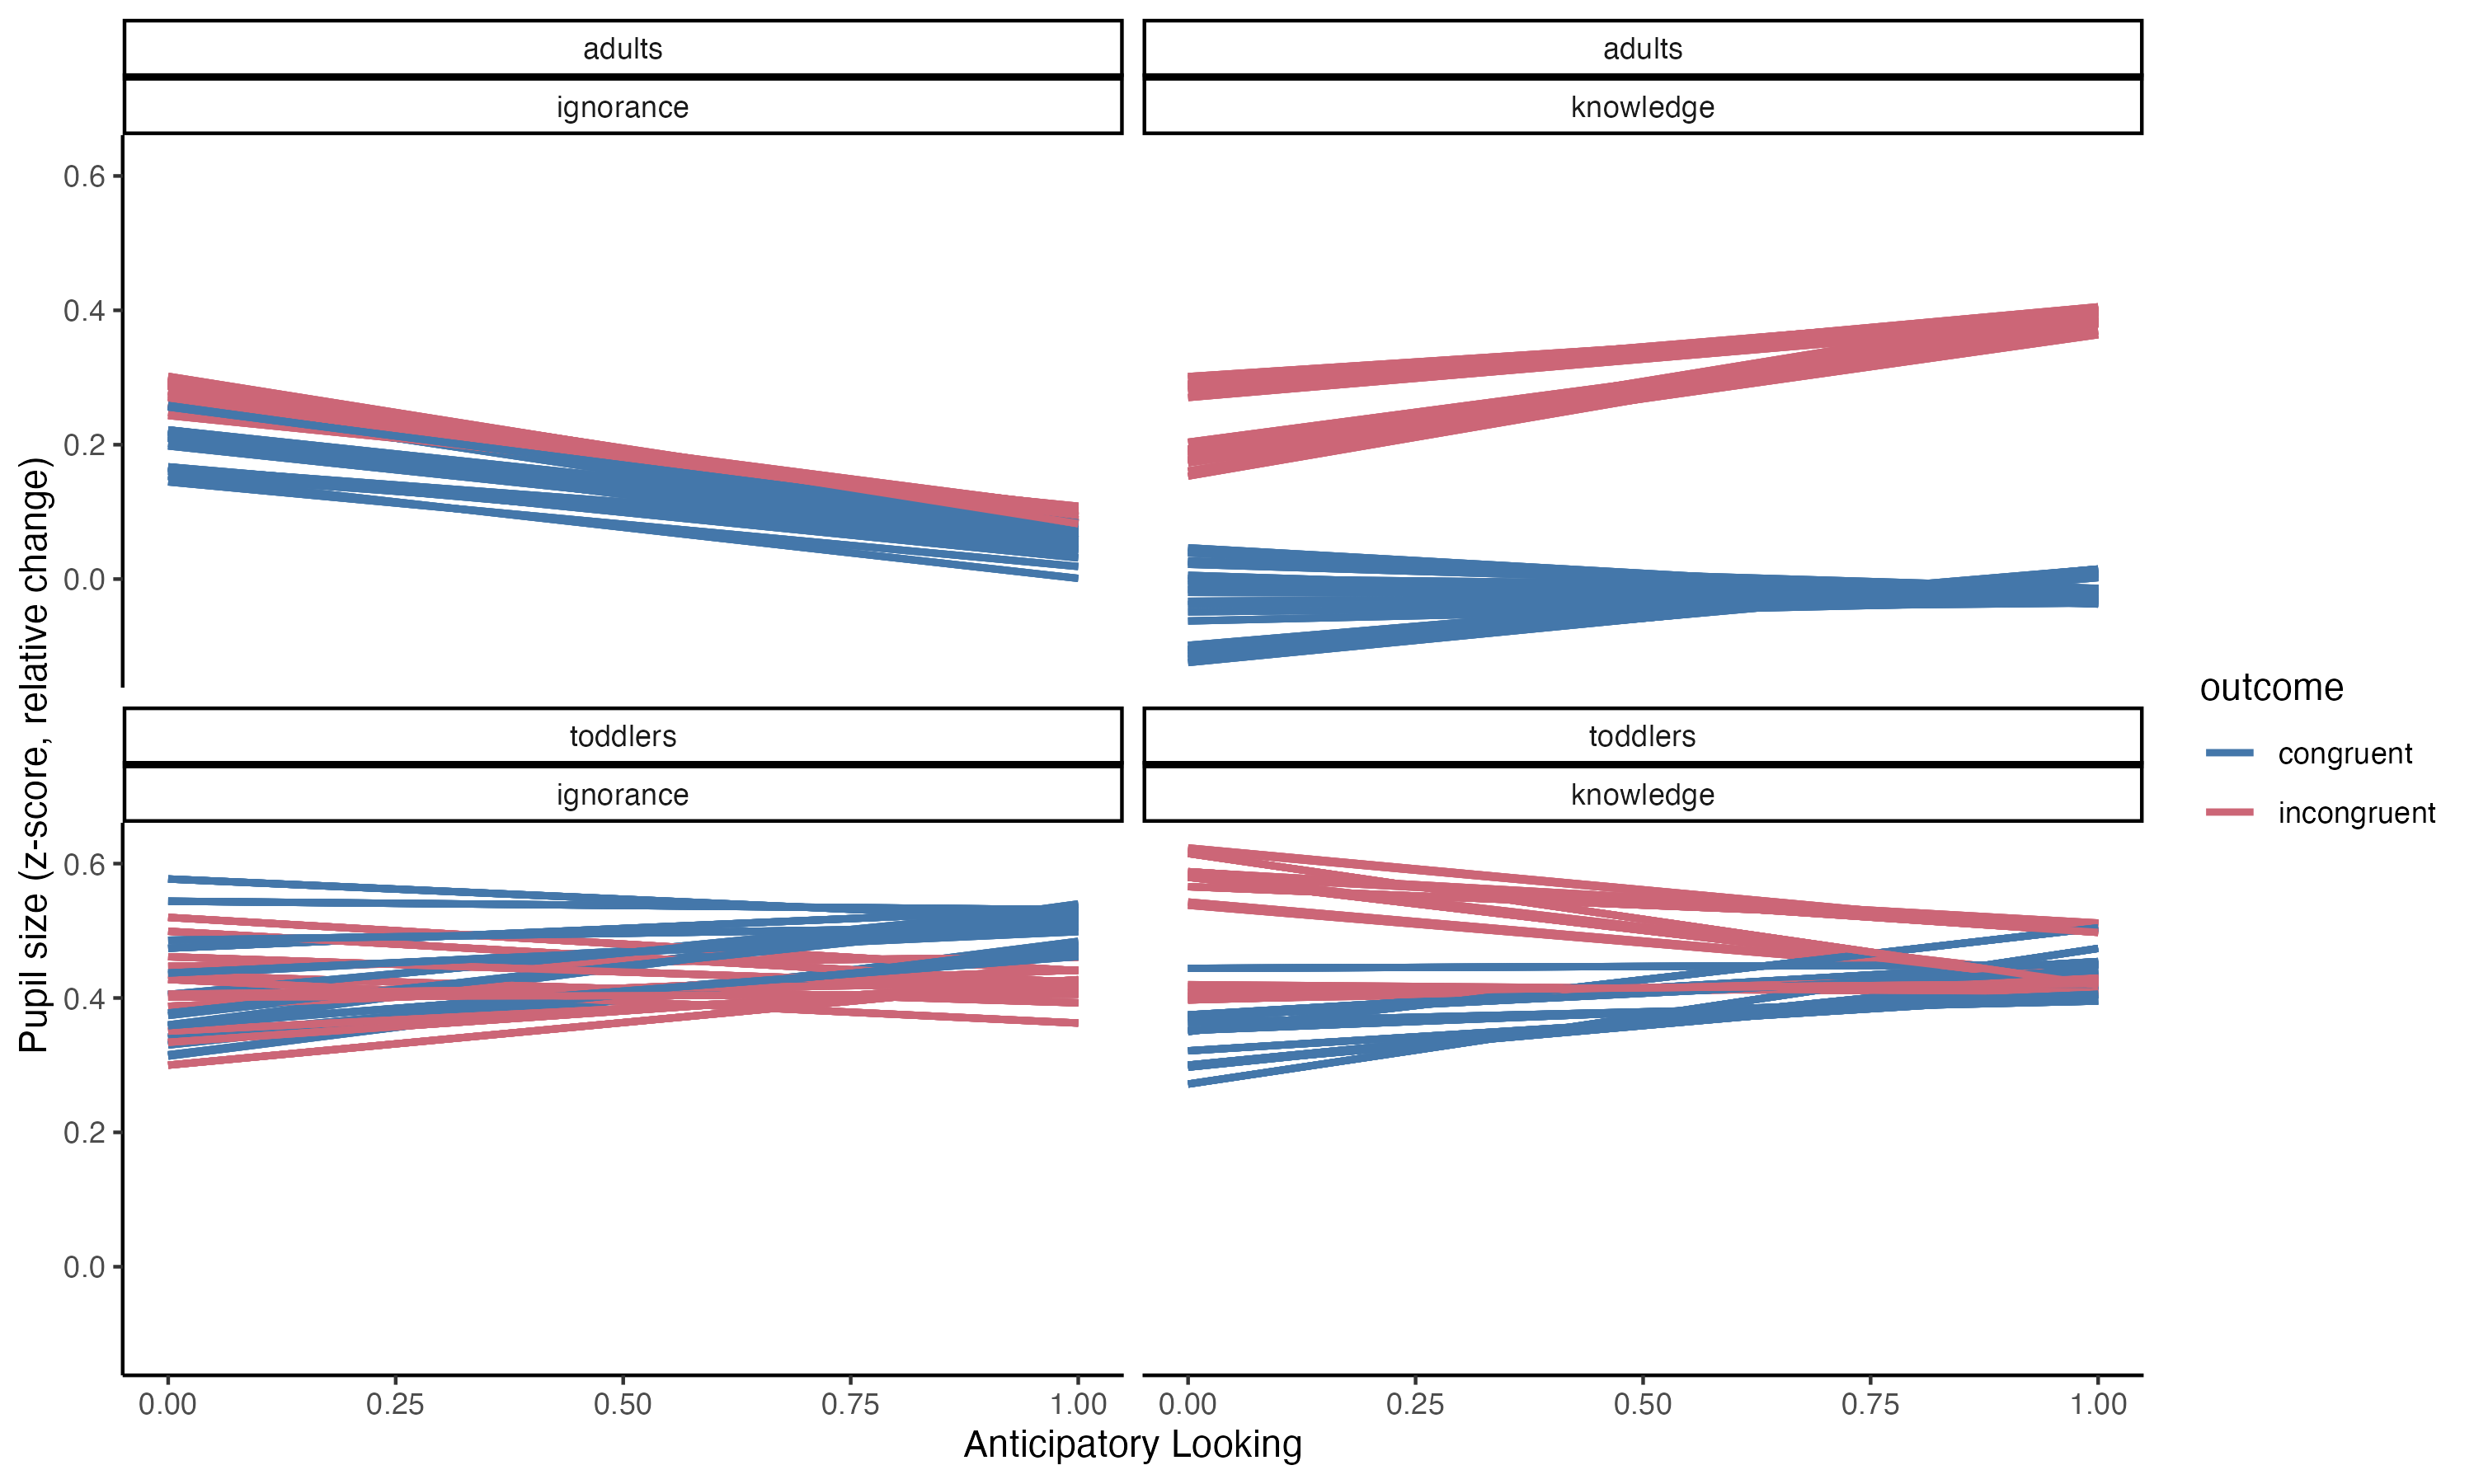 adults
adults
ignorance
knowledge
0.6
0.4
0.2
0.0
toddlers
toddlers
ignorance
knowledge
0.6
0.4
0.2
0.0
0.00 0.25 0.50 0.75 1.00
0.00 0.25 0.50 0.75 1.00
Anticipatory Looking
Pupil size (z-score, relative change)
outcome
congruent
incongruent